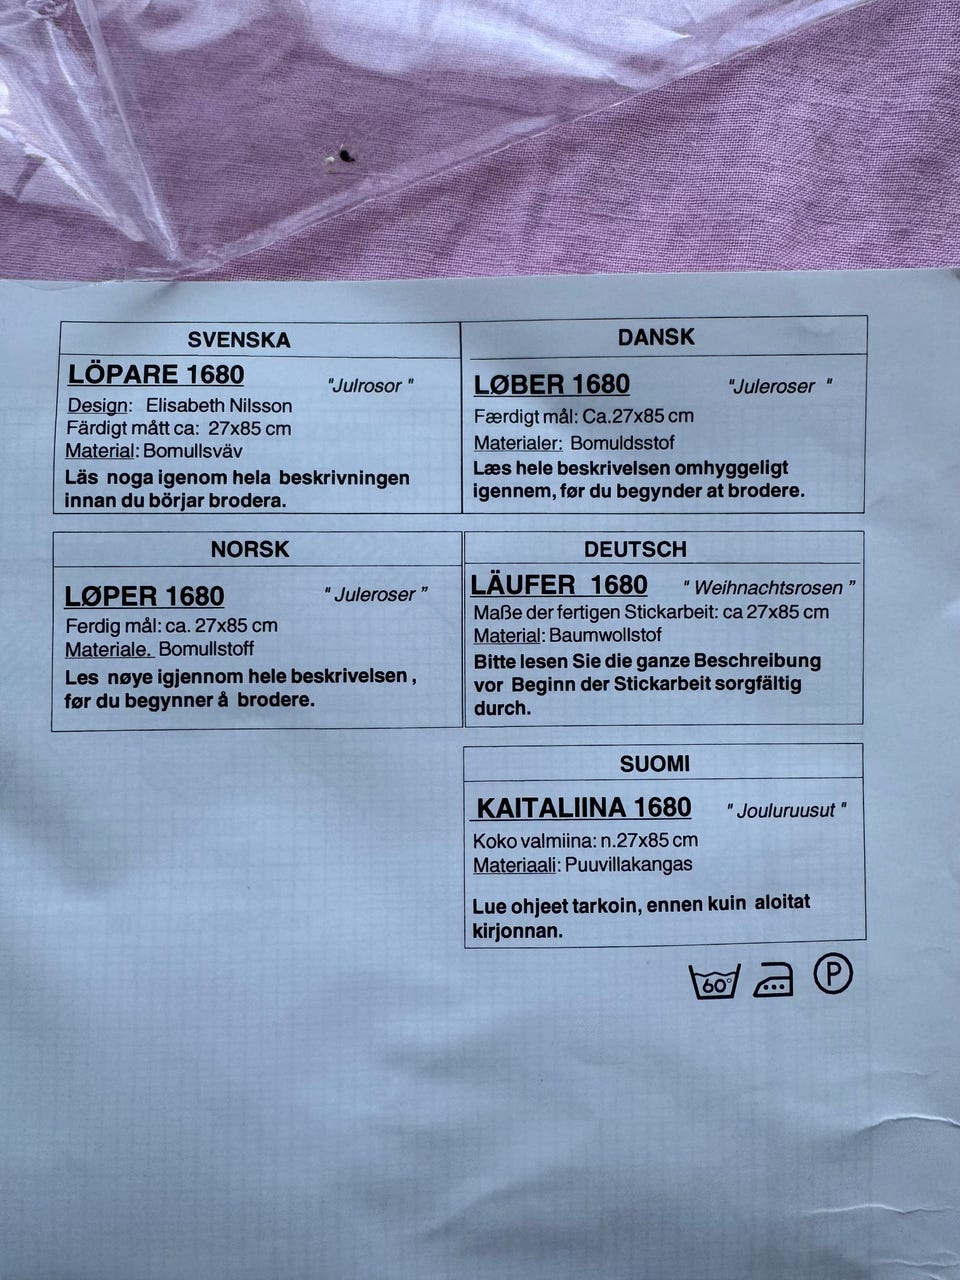 SVENSKA
LÖPARE 1680
"Julrosor "
Design: Elisabeth Nilsson
Färdigt mått ca: 27x85 cm
Material: Bomullsväv
Läs noga igenom hela beskrivningen
innan du börjar brodera.
DANSK
LØBER 1680
"Juleroser "
Færdigt mål: Ca.27x85 cm
Materialer: Bomuldsstof
Læs hele beskrivelsen omhyggeligt
igennem, før du begynder at brodere.
NORSK
LØPER 1680
" Juleroser ”
Ferdig mål: ca. 27x85 cm
Materiale. Bomullstoff
Les nøye igjennom hele beskrivelsen ,
før du begynner å brodere.
DEUTSCH
LÄUFER 1680
" Weihnachtsrosen ”
Maße der fertigen Stickarbeit: ca 27x85 cm
Material: Baumwollstof
Bitte lesen Sie die ganze Beschreibung
vor Beginn der Stickarbeit sorgfältig
durch.
SUOMI
KAITALIINA 1680
" Jouluruusut "
Koko valmiina: n.27x85 cm
Materiaali: Puuvillakangas
Lue ohjeet tarkoin, ennen kuin aloitat
kirjonnan.
60° P